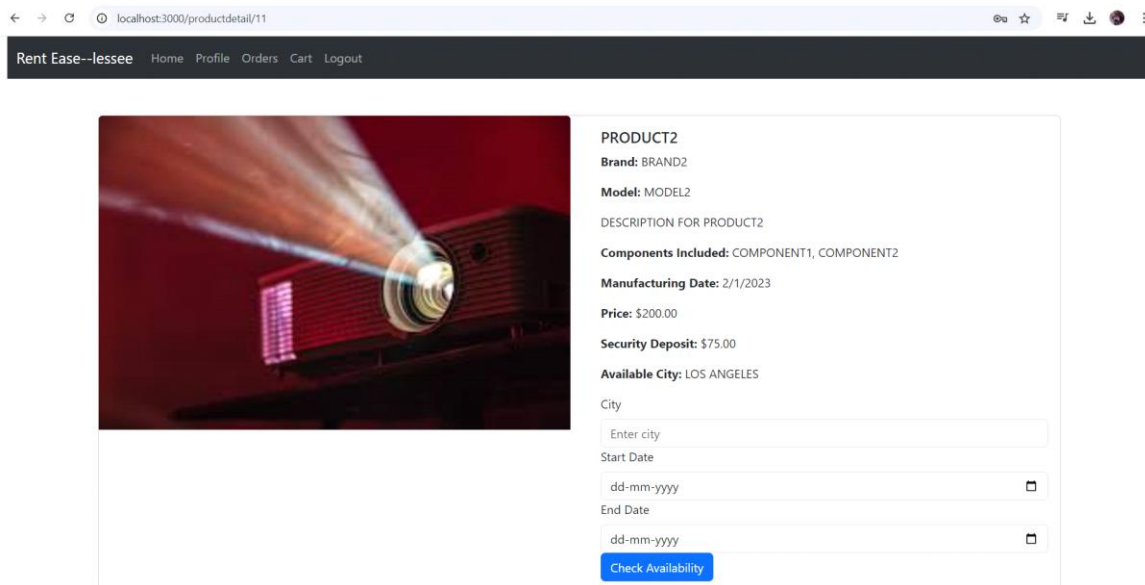 localhost:3000/productdetail/11
Rent Ease--lessee Home Profile Orders Cart Logout
PRODUCT2
Brand: BRAND2
Model: MODEL2
DESCRIPTION FOR PRODUCT2
Components Included: COMPONENT1, COMPONENT2
Manufacturing Date: 2/1/2023
Price: $200.00
Security Deposit: $75.00
Available City: LOS ANGELES
City
Enter city
Start Date
dd-mm-yyyy
End Date
dd-mm-yyyy
Check Availability